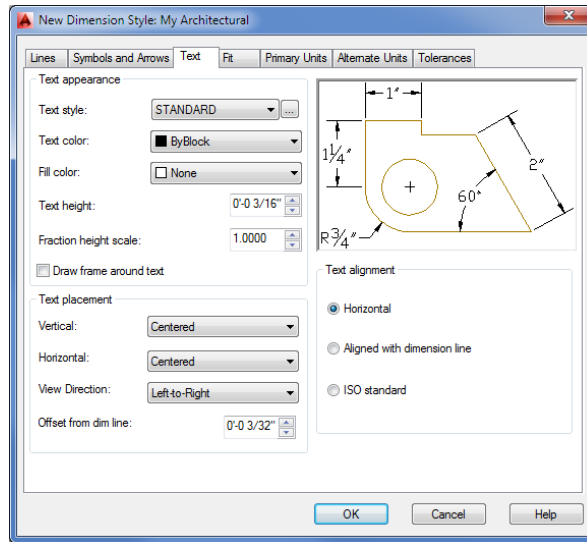 New Dimension Style: My Architectural
Lines Symbols and Arrows Text Fit Primary Units Alternate Units Tolerances
Text appearance
Text style: STANDARD ...
Text color: ByBlock
Fill color: None
Text height: 0'-0 3/16"
Fraction height scale: 1.0000
Draw frame around text
Text placement
Vertical: Centered
Horizontal: Centered
View Direction: Left-to-Right
Offset from dim line: 0'-0 3/32"
1"
1 1/4"
2"
60°
R3/4"
Text alignment
Horizontal
Aligned with dimension line
ISO standard
OK Cancel Help